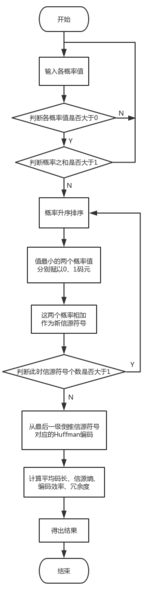 开始
输入各概率值
判断各概率值是否大于0
N
Y
判断概率之和是否大于1
N
概率升序排序
值最小的两个概率值
分别赋以0、1码元
这两个概率相加
作为新信源符号
Y
判断此时信源符号个数是否大于1
N
从最后一级倒推信源符号
对应的Huffman编码
计算平均码长、信源熵、
编码效率、冗余度
得出结果
结束